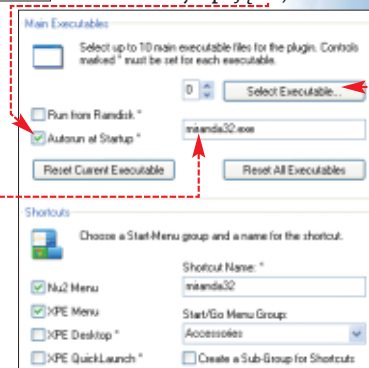 Main Executables
Select up to 10 main executable files for the plugin. Controls
marked * must be set for each executable.
0
Select Executable...
Run from Ramdisk *
Autorun at Startup *
miranda32.exe
Reset Current Executable
Reset All Executables
Shortcuts
Choose a Start-Menu group and a name for the shortcut.
Shortcut Name: *
Nu2 Menu
miranda32
XPE Menu
Start/Go Menu Group:
XPE Desktop *
Accessories
XPE QuickLaunch *
Create a Sub-Group for Shortcuts